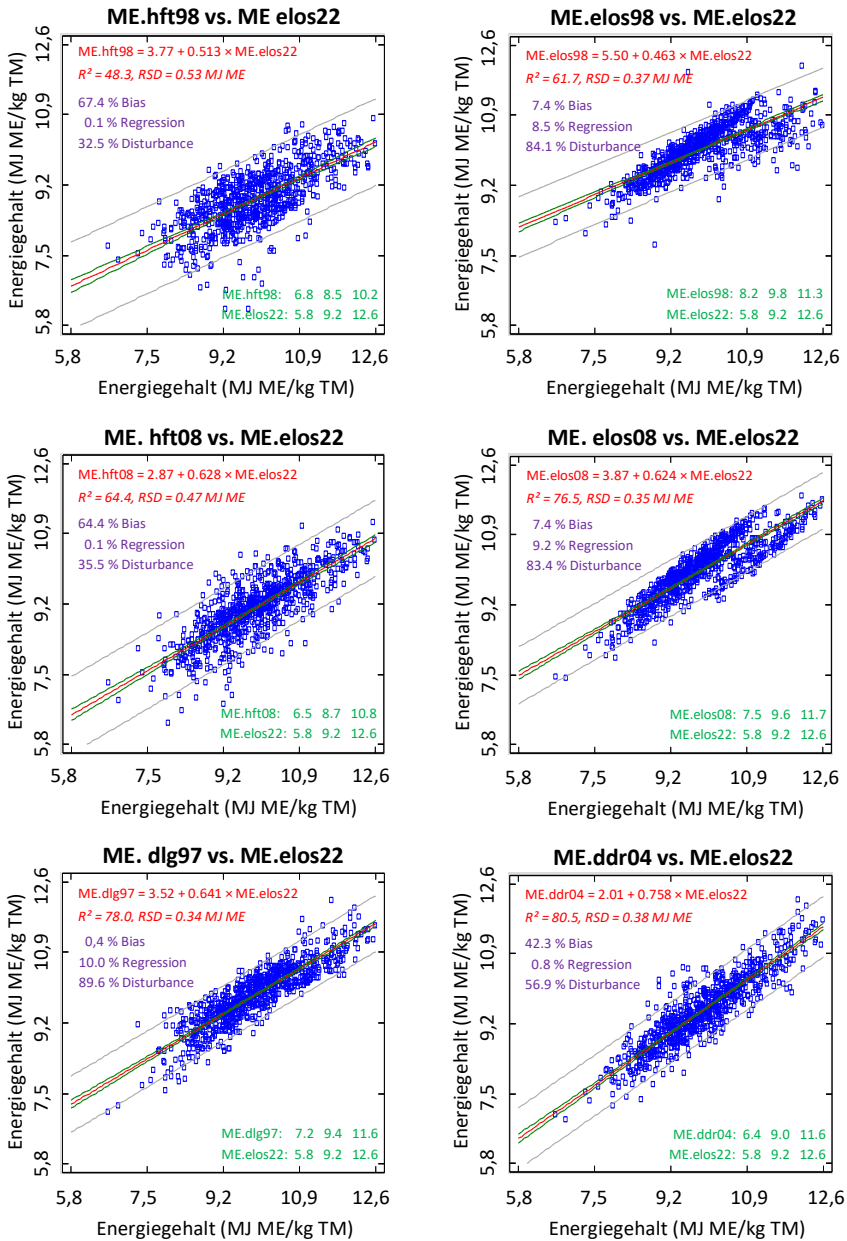 ME.hft98 vs. ME elos22
12,6
10,9
9,2
7,5
5,8
Energiegehalt (MJ ME/kg TM)
ME.hft98 = 3.77 + 0.513 × ME.elos22
R² = 48.3, RSD = 0.53 MJ ME
67.4 % Bias
0.1 % Regression
32.5 % Disturbance
ME.hft98: 6.8 8.5 10.2
ME.elos22: 5.8 9.2 12.6
5,8 7,5 9,2 10,9 12,6
Energiegehalt (MJ ME/kg TM)
ME.elos98 vs. ME.elos22
12,6
10,9
9,2
7,5
5,8
Energiegehalt (MJ ME/kg TM)
ME.elos98 = 5.50 + 0.463 × ME.elos22
R² = 61.7, RSD = 0.37 MJ ME
7.4 % Bias
8.5 % Regression
84.1 % Disturbance
ME.elos98: 8.2 9.8 11.3
ME.elos22: 5.8 9.2 12.6
5,8 7,5 9,2 10,9 12,6
Energiegehalt (MJ ME/kg TM)
ME. hft08 vs. ME.elos22
12,6
10,9
9,2
7,5
5,8
Energiegehalt (MJ ME/kg TM)
ME.hft08 = 2.87 + 0.628 × ME.elos22
R² = 64.4, RSD = 0.47 MJ ME
64.4 % Bias
0.1 % Regression
35.5 % Disturbance
ME.hft08: 6.5 8.7 10.8
ME.elos22: 5.8 9.2 12.6
5,8 7,5 9,2 10,9 12,6
Energiegehalt (MJ ME/kg TM)
ME. elos08 vs. ME.elos22
12,6
10,9
9,2
7,5
5,8
Energiegehalt (MJ ME/kg TM)
ME.elos08 = 3.87 + 0.624 × ME.elos22
R² = 76.5, RSD = 0.35 MJ ME
7.4 % Bias
9.2 % Regression
83.4 % Disturbance
ME.elos08: 7.5 9.6 11.7
ME.elos22: 5.8 9.2 12.6
5,8 7,5 9,2 10,9 12,6
Energiegehalt (MJ ME/kg TM)
ME. dlg97 vs. ME.elos22
12,6
10,9
9,2
7,5
5,8
Energiegehalt (MJ ME/kg TM)
ME.dlg97 = 3.52 + 0.641 × ME.elos22
R² = 78.0, RSD = 0.34 MJ ME
0,4 % Bias
10.0 % Regression
89.6 % Disturbance
ME.dlg97: 7.2 9.4 11.6
ME.elos22: 5.8 9.2 12.6
5,8 7,5 9,2 10,9 12,6
Energiegehalt (MJ ME/kg TM)
ME.ddr04 vs. ME.elos22
12,6
10,9
9,2
7,5
5,8
Energiegehalt (MJ ME/kg TM)
ME.ddr04 = 2.01 + 0.758 × ME.elos22
R² = 80.5, RSD = 0.38 MJ ME
42.3 % Bias
0.8 % Regression
56.9 % Disturbance
ME.ddr04: 6.4 9.0 11.6
ME.elos22: 5.8 9.2 12.6
5,8 7,5 9,2 10,9 12,6
Energiegehalt (MJ ME/kg TM)